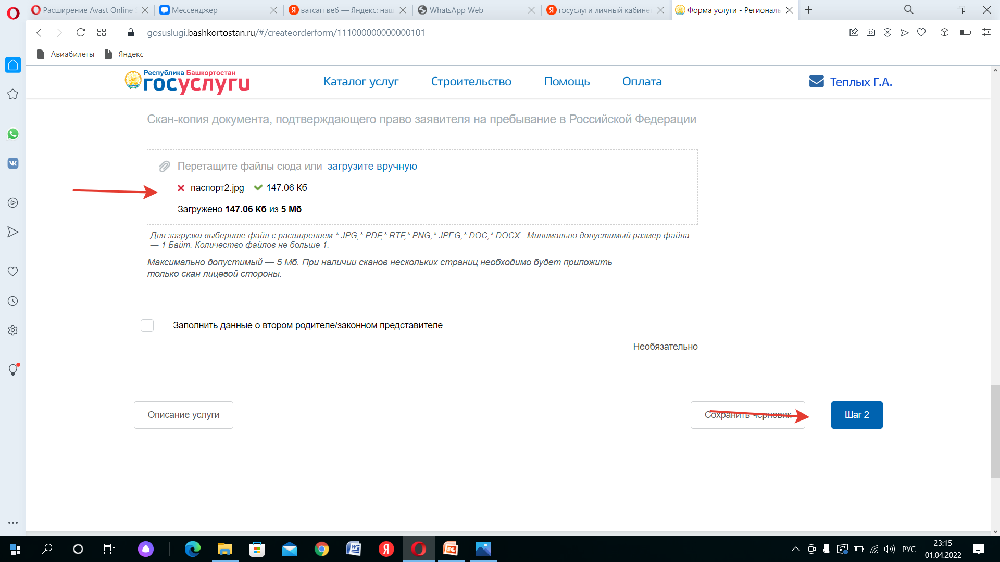 Расширение Avast Online
Мессенджер
ватсап веб — Яндекс: наш
WhatsApp Web
госуслуги личный кабинет
Форма услуги - Региональ
gosuslugi.bashkortostan.ru/#/createorderform/111000000000000101
Авиабилеты
Яндекс
Республика Башкортостан
госуслуги
Каталог услуг
Строительство
Помощь
Оплата
Теплых Г.А.
Скан-копия документа, подтверждающего право заявителя на пребывание в Российской Федерации
Перетащите файлы сюда или загрузите вручную
паспорт2.jpg 147.06 Кб
Загружено 147.06 Кб из 5 Мб
Для загрузки выберите файл с расширением *.JPG,*.PDF,*.RTF,*.PNG,*.JPEG,*.DOC,*.DOCX . Минимально допустимый размер файла
— 1 Байт. Количество файлов не больше 1.
Максимально допустимый — 5 Мб. При наличии сканов нескольких страниц необходимо будет приложить
только скан лицевой стороны.
Заполнить данные о втором родителе/законном представителе
Необязательно
Описание услуги
Сохранить черновик
Шаг 2
РУС
23:15
01.04.2022